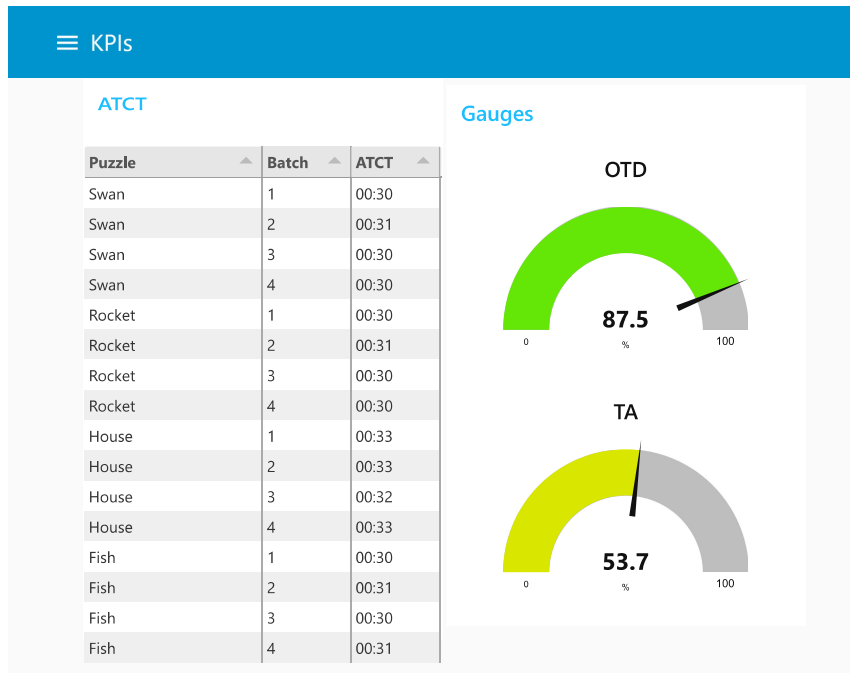 KPIs
ATCT
Puzzle Batch ATCT
Swan 1 00:30
Swan 2 00:31
Swan 3 00:30
Swan 4 00:30
Rocket 1 00:30
Rocket 2 00:31
Rocket 3 00:30
Rocket 4 00:30
House 1 00:33
House 2 00:33
House 3 00:32
House 4 00:33
Fish 1 00:30
Fish 2 00:31
Fish 3 00:30
Fish 4 00:31
Gauges
OTD
87.5
0 % 100
TA
53.7
0 % 100